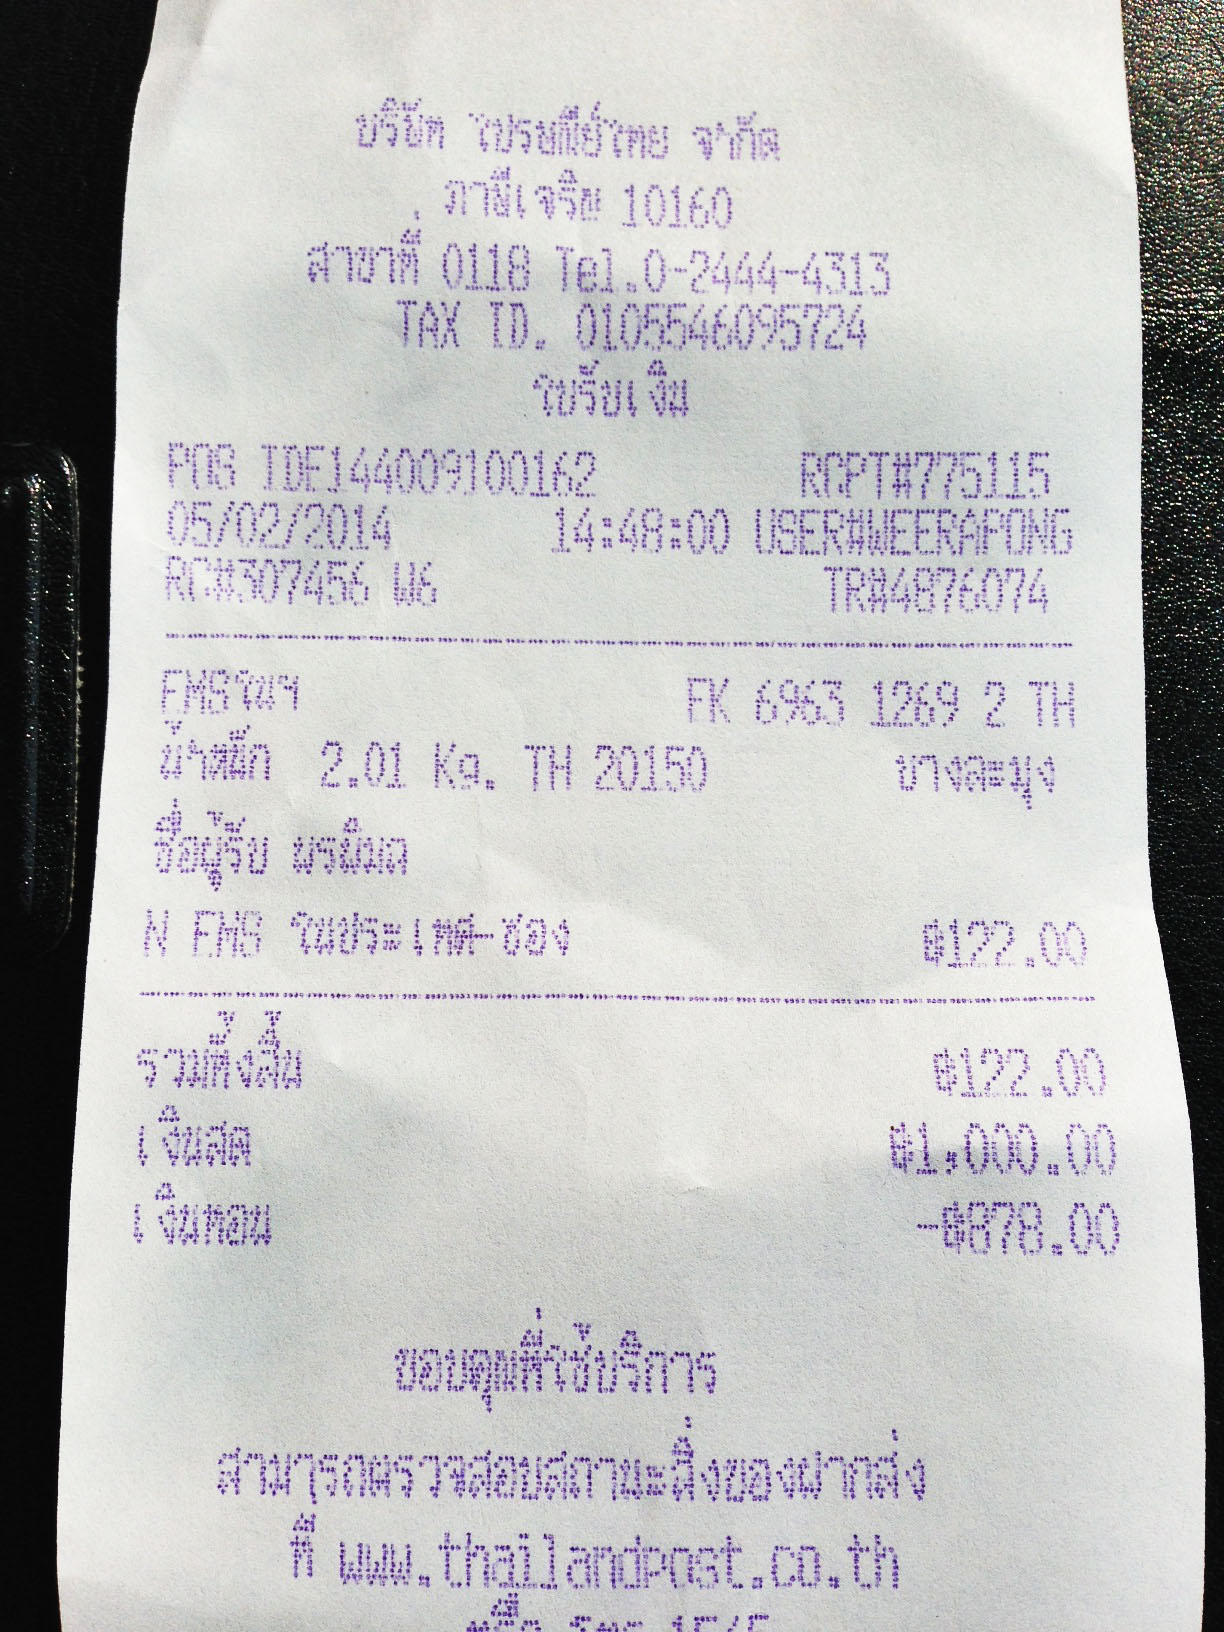 บริษัท ไปรษณีย์ไทย จำกัด
ภาษีเจริญ 10160
สาขาที่ 0118 Tel.0-2444-4313
TAX ID. 0105546095724
ใบรับเงิน
POS IDE144009100162 RCPT#775115
05/02/2014 14:48:00 USER#WEERAPONG
RC#307456 W6 TR#4876074
EMSในฯ EK 6963 1269 2 TH
น้ำหนัก 2.01 Kg. TH 20150 บางละมุง
ชื่อผู้รับ พรพิมล
N EMS ในประเทศ-ซอง ฿122.00
รวมทั้งสิ้น ฿122.00
เงินสด ฿1,000.00
เงินทอน -฿878.00
ขอบคุณที่ใช้บริการ
สามารถตรวจสอบสถานะสิ่งของฝากส่ง
ที่ www.thailandpost.co.th
หรือ โทร 1545